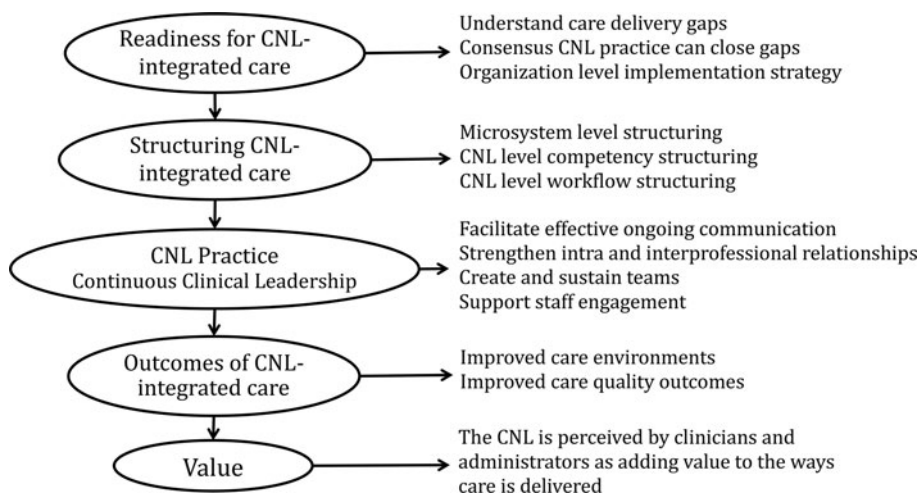 Readiness for CNL-
integrated care
Understand care delivery gaps
Consensus CNL practice can close gaps
Organization level implementation strategy
Structuring CNL-
integrated care
Microsystem level structuring
CNL level competency structuring
CNL level workflow structuring
CNL Practice
Continuous Clinical Leadership
Facilitate effective ongoing communication
Strengthen intra and interprofessional relationships
Create and sustain teams
Support staff engagement
Outcomes of CNL-
integrated care
Improved care environments
Improved care quality outcomes
Value
The CNL is perceived by clinicians and
administrators as adding value to the ways
care is delivered